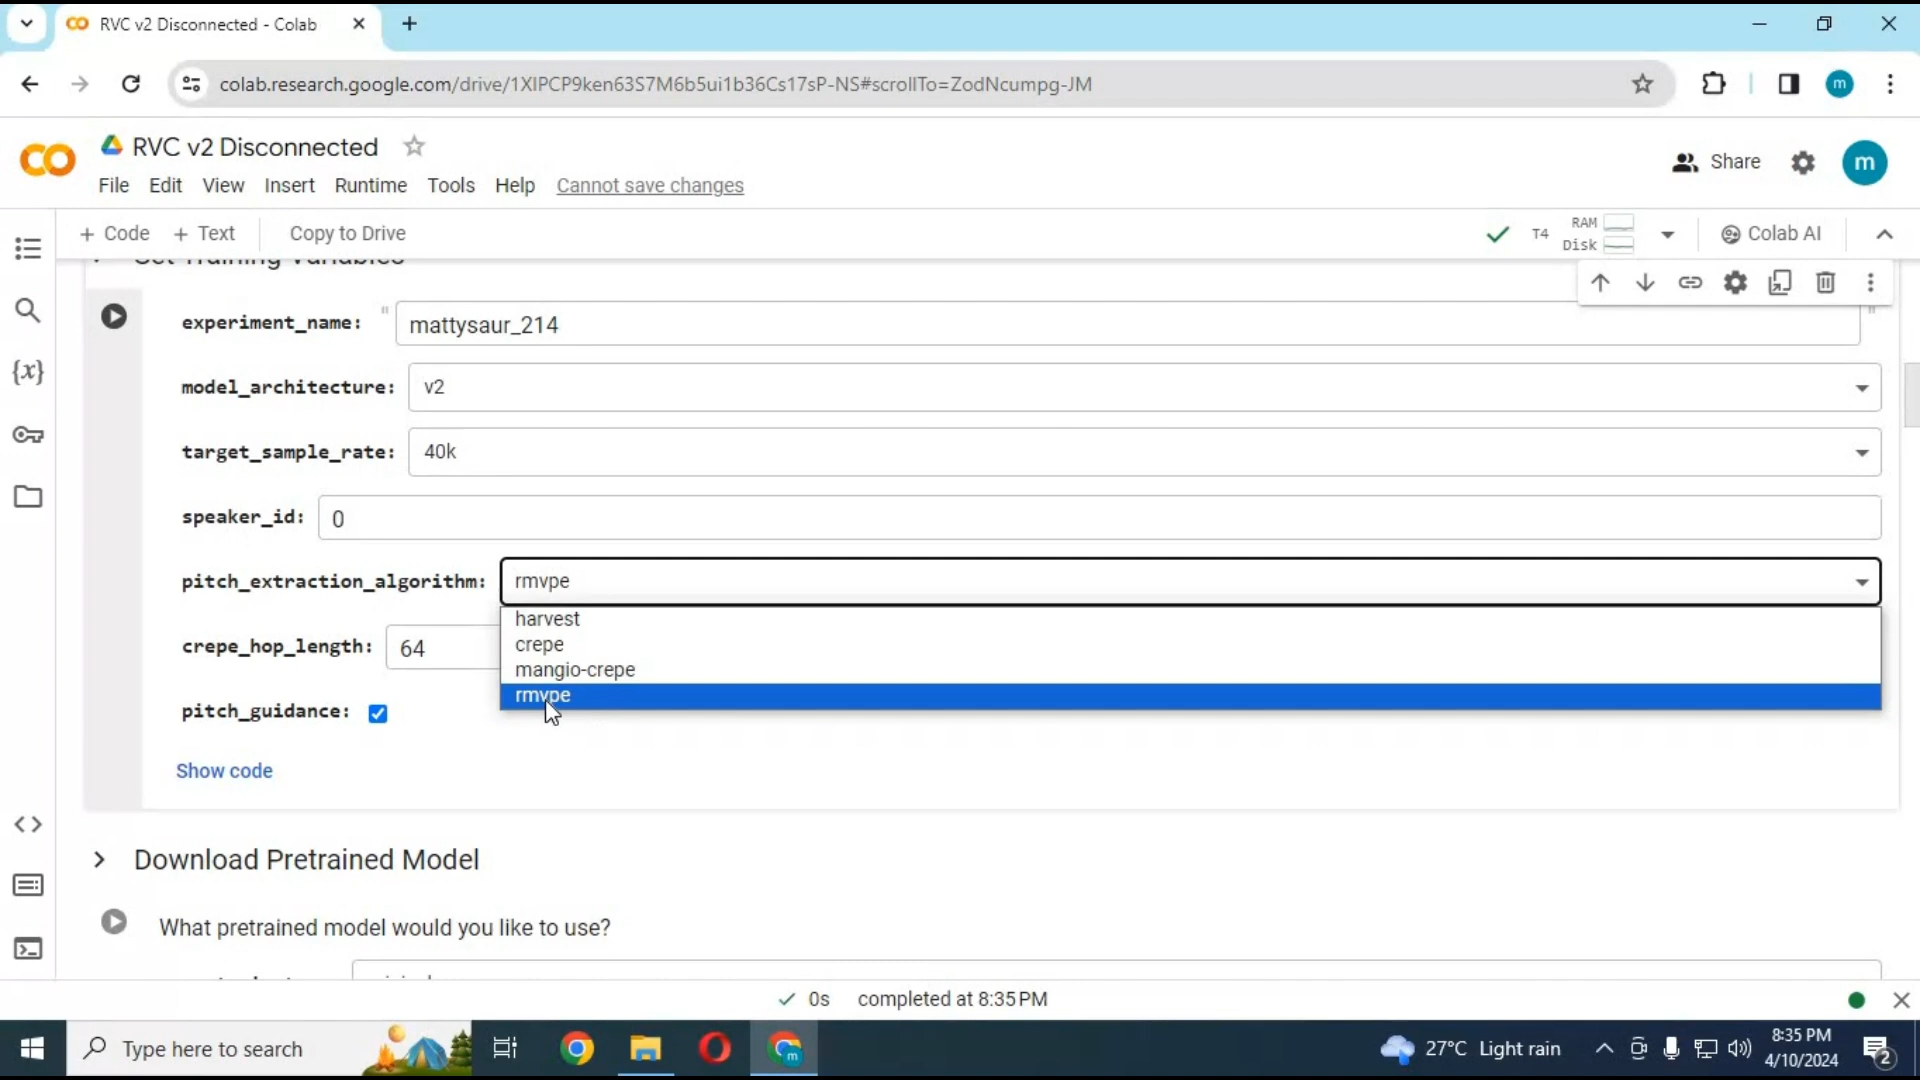 RVC v2 Disconnected - Colab
colab.research.google.com/drive/1XIPCP9ken63S7M6b5ui1b36Cs17sP-NS#scrollTo=ZodNcumpg-JM
m
RVC v2 Disconnected
File Edit View Insert Runtime Tools Help Cannot save changes
Share
m
+ Code + Text Copy to Drive
T4 RAM Disk
Colab AI
Set Training Variables
experiment_name: " mattysaur_214 "
model_architecture: v2
target_sample_rate: 40k
speaker_id: 0
pitch_extraction_algorithm: rmvpe
harvest
crepe
mangio-crepe
rmvpe
crepe_hop_length: 64
pitch_guidance:
Show code
Download Pretrained Model
What pretrained model would you like to use?
0s completed at 8:35 PM
Type here to search
27°C Light rain
8:35 PM
4/10/2024
2